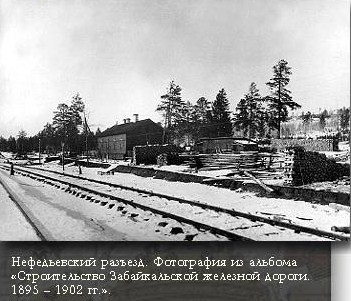 Нефедьевский разъезд. Фотография из альбома
«Строительство Забайкальской железной дороги.
1895 – 1902 гг.».